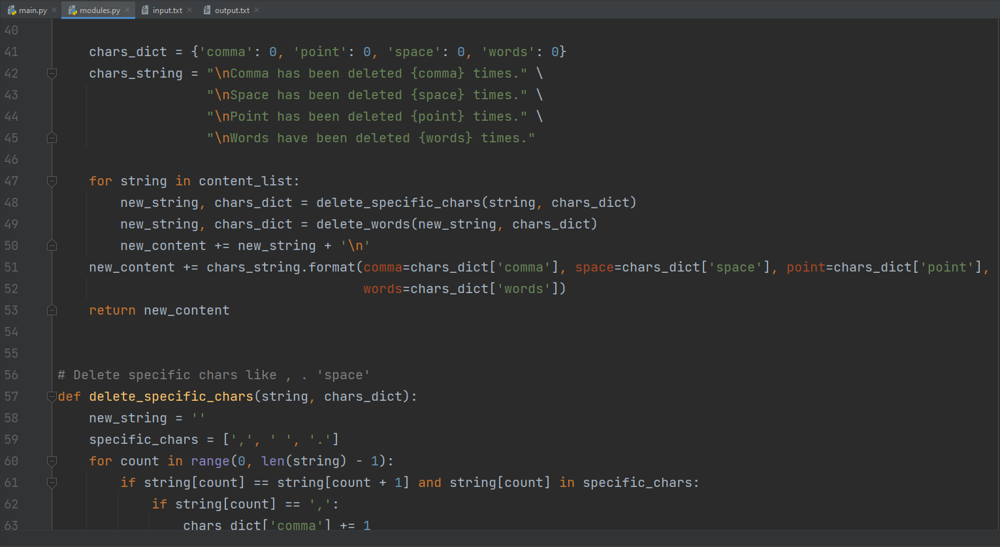 main.py modules.py input.txt output.txt
40
41 chars_dict = {'comma': 0, 'point': 0, 'space': 0, 'words': 0}
42 chars_string = "\nComma has been deleted {comma} times." \
43 "\nSpace has been deleted {space} times." \
44 "\nPoint has been deleted {point} times." \
45 "\nWords have been deleted {words} times."
46
47 for string in content_list:
48 new_string, chars_dict = delete_specific_chars(string, chars_dict)
49 new_string, chars_dict = delete_words(new_string, chars_dict)
50 new_content += new_string + '\n'
51 new_content += chars_string.format(comma=chars_dict['comma'], space=chars_dict['space'], point=chars_dict['point'],
52 words=chars_dict['words'])
53 return new_content
54
55
56 # Delete specific chars like , . 'space'
57 def delete_specific_chars(string, chars_dict):
58 new_string = ''
59 specific_chars = [',', ' ', '.']
60 for count in range(0, len(string) - 1):
61 if string[count] == string[count + 1] and string[count] in specific_chars:
62 if string[count] == ',':
63 chars_dict['comma'] += 1